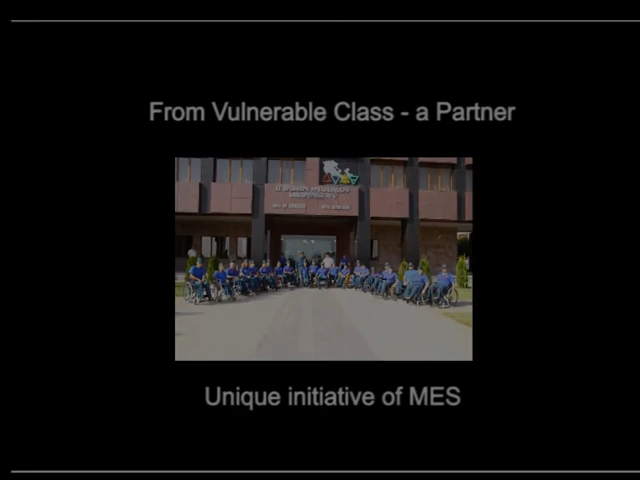 From Vulnerable Class - a Partner
Unique initiative of MES